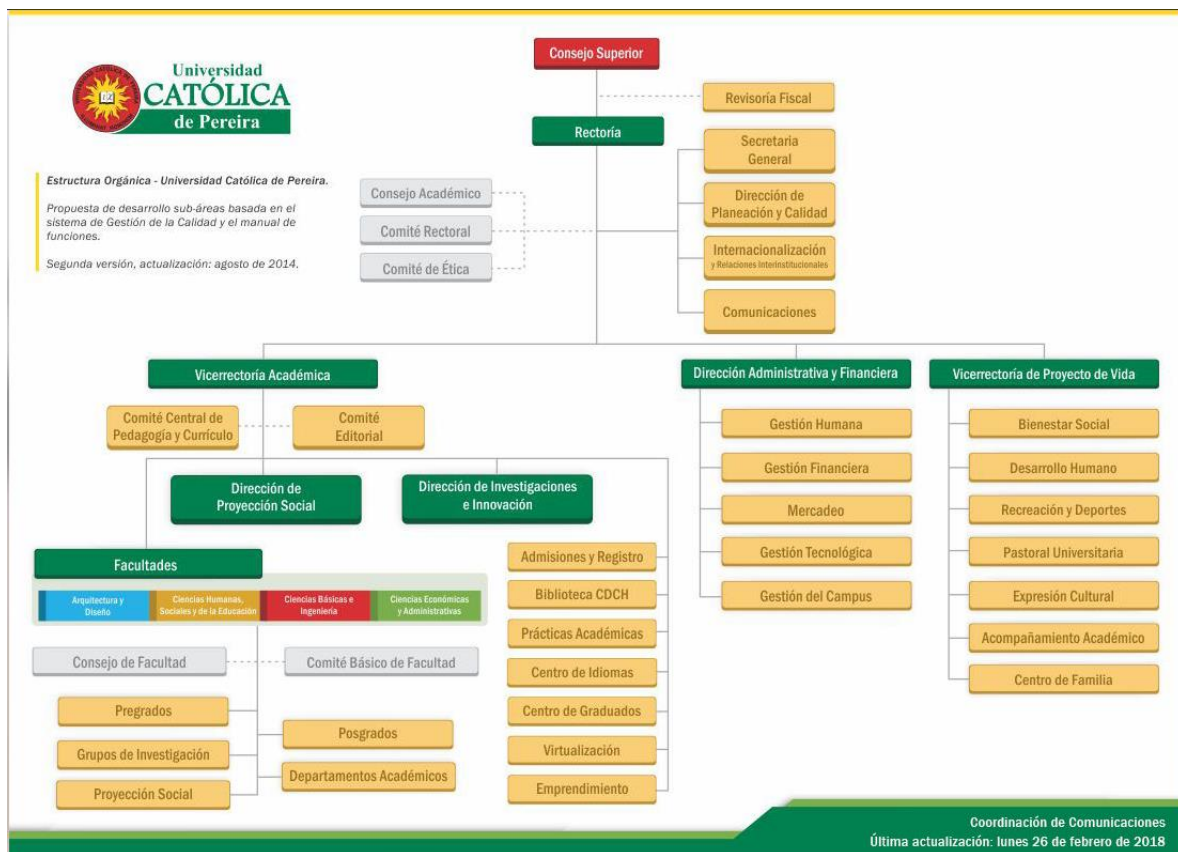 Universidad
CATÓLICA
de Pereira
Estructura Orgánica - Universidad Católica de Pereira.
Propuesta de desarrollo sub-áreas basada en el
sistema de Gestión de la Calidad y el manual de
funciones.
Segunda versión, actualización: agosto de 2014.
Consejo Superior
Revisoría Fiscal
Rectoría
Secretaria
General
Dirección de
Planeación y Calidad
Internacionalización
y Relaciones Interinstitucionales
Comunicaciones
Consejo Académico
Comité Rectoral
Comité de Ética
Vicerrectoría Académica
Dirección Administrativa y Financiera
Vicerrectoría de Proyecto de Vida
Comité Central de
Pedagogía y Currículo
Comité
Editorial
Dirección de
Proyección Social
Dirección de Investigaciones
e Innovación
Facultades
Arquitectura y
Diseño
Ciencias Humanas,
Sociales y de la Educación
Ciencias Básicas e
Ingeniería
Ciencias Económicas
y Administrativas
Consejo de Facultad
Comité Básico de Facultad
Pregrados
Grupos de Investigación
Proyección Social
Posgrados
Departamentos Académicos
Admisiones y Registro
Biblioteca CDCH
Prácticas Académicas
Centro de Idiomas
Centro de Graduados
Virtualización
Emprendimiento
Gestión Humana
Gestión Financiera
Mercadeo
Gestión Tecnológica
Gestión del Campus
Bienestar Social
Desarrollo Humano
Recreación y Deportes
Pastoral Universitaria
Expresión Cultural
Acompañamiento Académico
Centro de Familia
Coordinación de Comunicaciones
Última actualización: lunes 26 de febrero de 2018